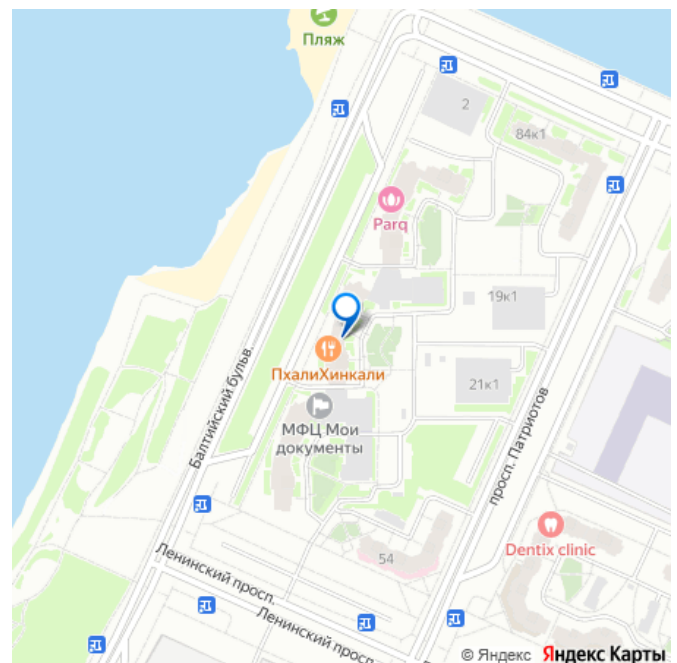 Пляж
2
84к1
Parq
19к1
ПхалиХинкали
21к1
МФЦ Мои
документы
Балтийский бульв.
просп. Патриотов
Dentix clinic
54
Ленинский просп.
Ленинский просп.
© Яндекс Яндекс Карты